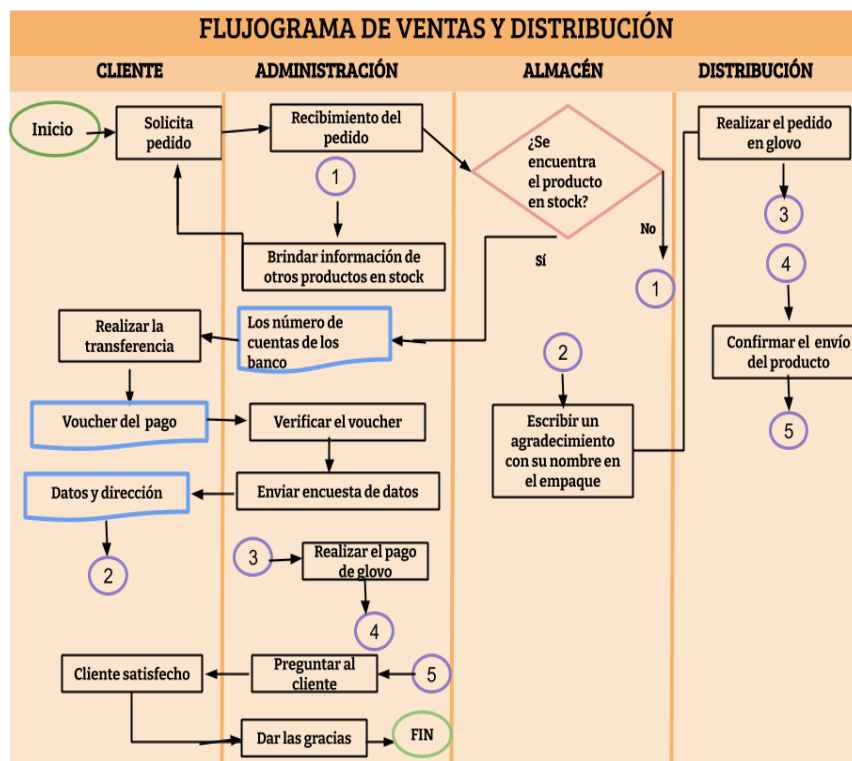 FLUJOGRAMA DE VENTAS Y DISTRIBUCIÓN
CLIENTE
ADMINISTRACIÓN
ALMACÉN
DISTRIBUCIÓN
Inicio
Solicita
pedido
Recibimiento del
pedido
¿Se
encuentra
el producto
en stock?
Realizar el pedido
en glovo
1
3
No
Sí
Brindar información de
otros productos en stock
4
1
Realizar la
transferencia
Los número de
cuentas de los
banco
2
Confirmar el envío
del producto
Voucher del pago
Verificar el voucher
Escribir un
agradecimiento
con su nombre en
el empaque
5
Datos y dirección
Enviar encuesta de datos
2
3
Realizar el pago
de glovo
4
Cliente satisfecho
Preguntar al
cliente
5
Dar las gracias
FIN